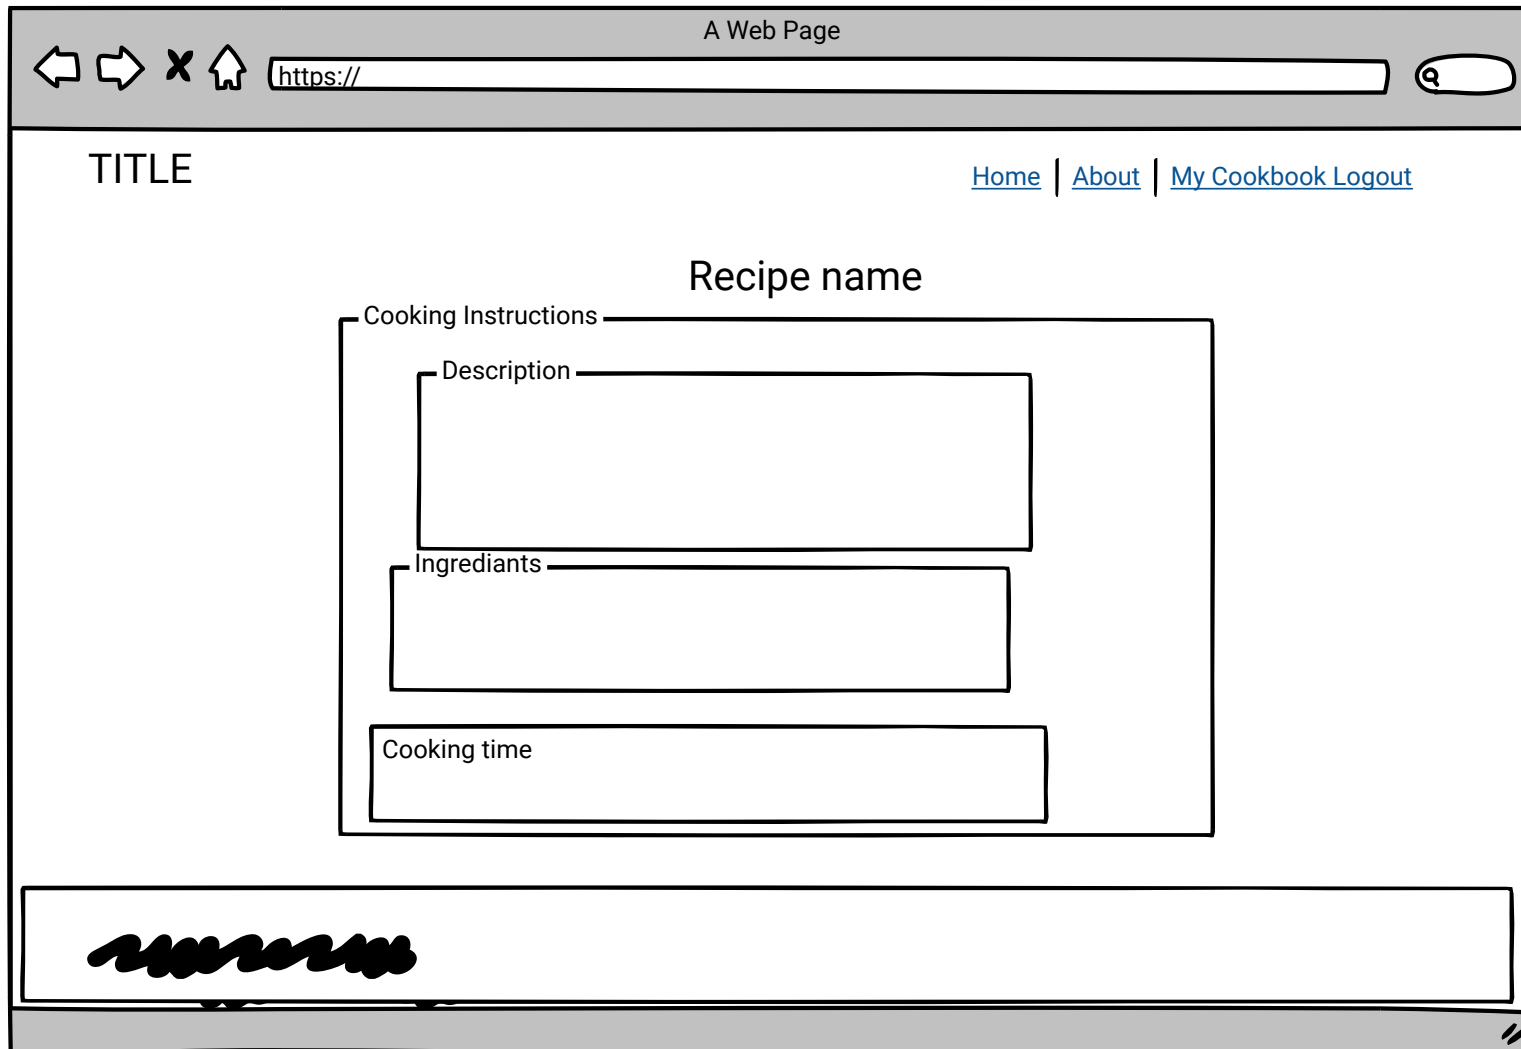 A Web Page
https://
TITLE
Home About My Cookbook Logout
Recipe name
Cooking Instructions
Description
Ingrediants
Cooking time